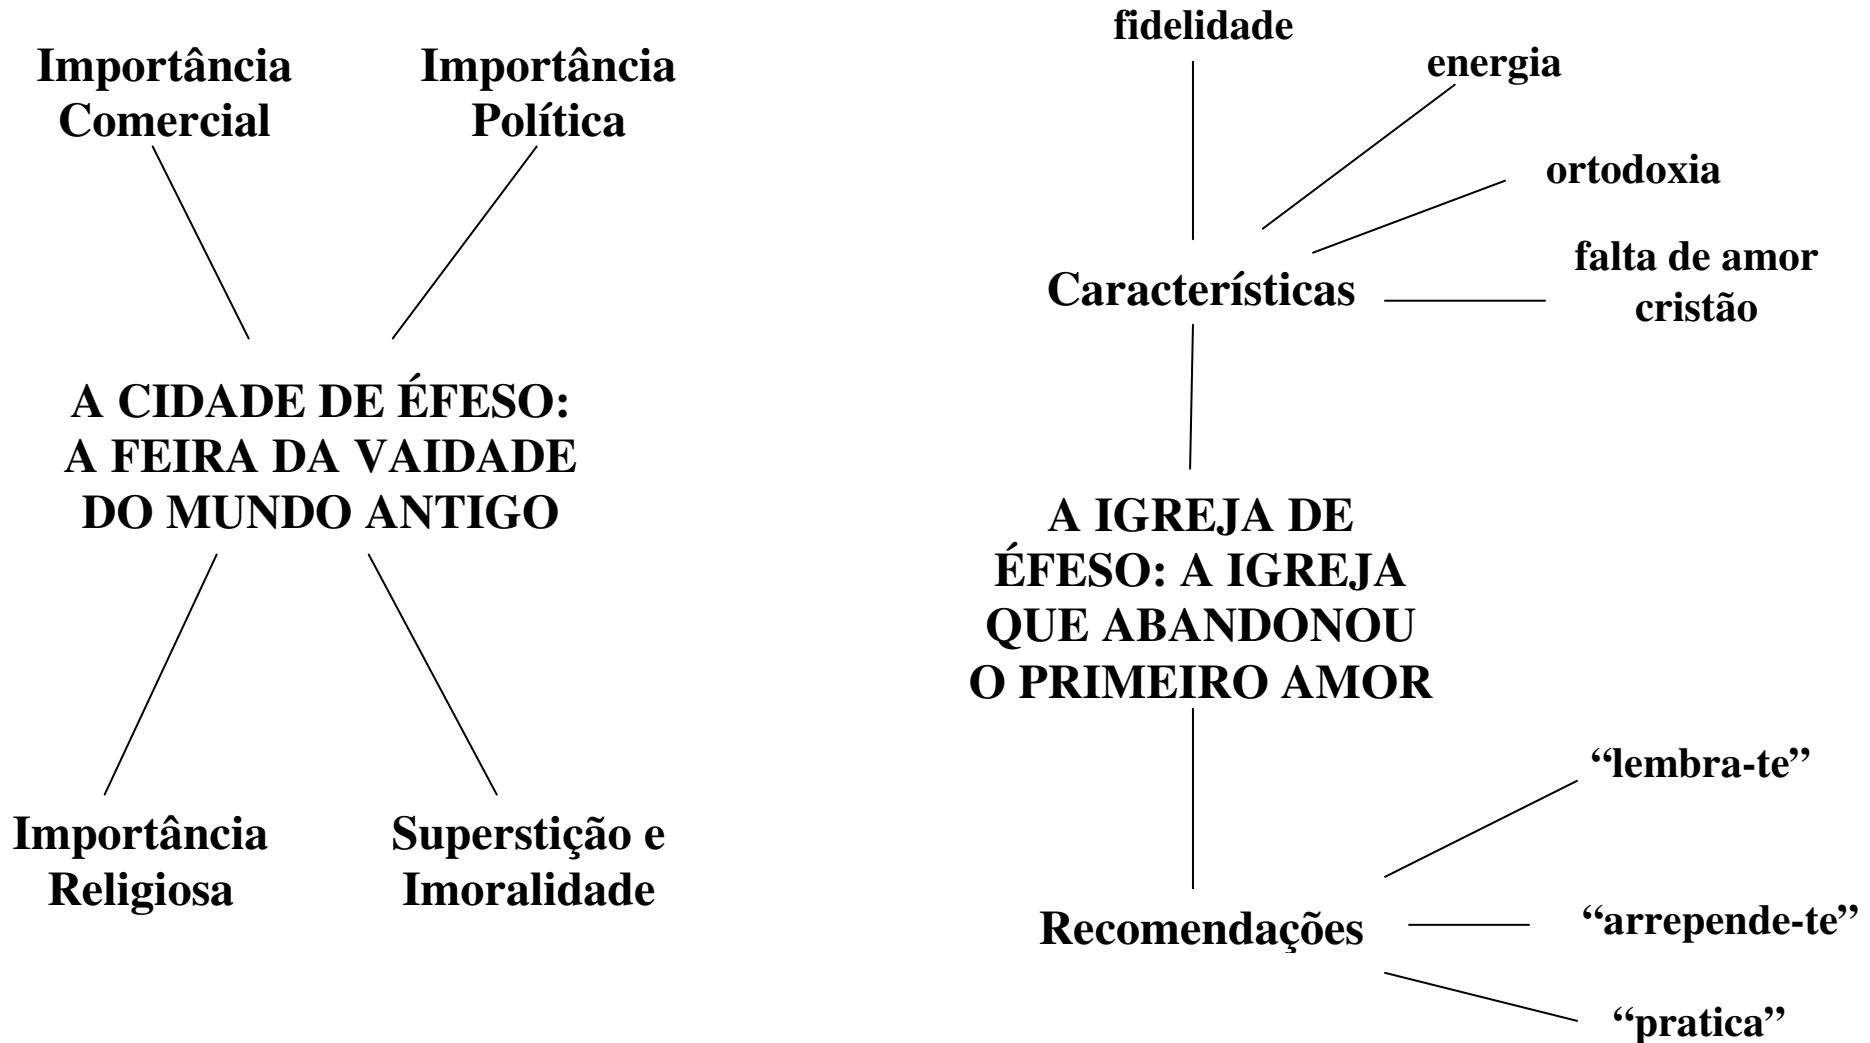 Importância
Comercial
Importância
Política
A CIDADE DE ÉFESO:
A FEIRA DA VAIDADE
DO MUNDO ANTIGO
Importância
Religiosa
Superstição e
Imoralidade
fidelidade
energia
ortodoxia
falta de amor
cristão
Características
A IGREJA DE
ÉFESO: A IGREJA
QUE ABANDONOU
O PRIMEIRO AMOR
Recomendações
“lembra-te”
“arrepende-te”
“pratica”